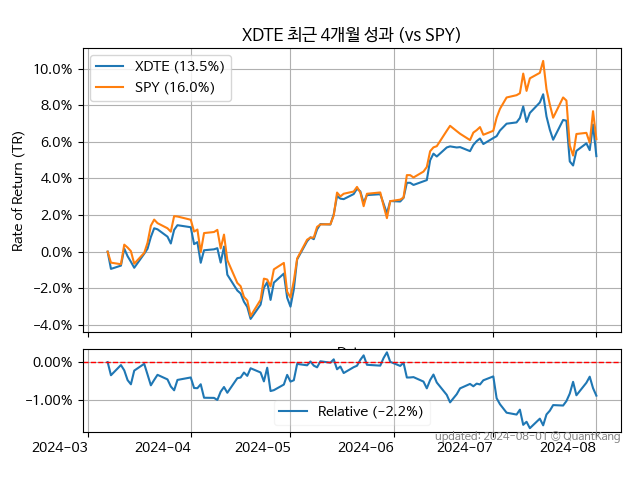 XDTE 최근 4개월 성과 (vs SPY)
XDTE (13.5%)
SPY (16.0%)
Rate of Return (TR)
10.0%
8.0%
6.0%
4.0%
2.0%
0.0%
−2.0%
−4.0%
0.00%
−1.00%
Relative (−2.2%)
2024-03
2024-04
2024-05
2024-06
2024-07
2024-08
updated: 2024-08-01 © QuantKang